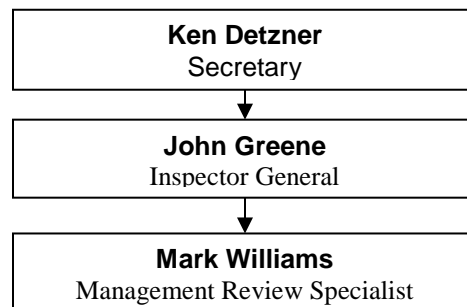 Ken Detzner
Secretary
John Greene
Inspector General
Mark Williams
Management Review Specialist